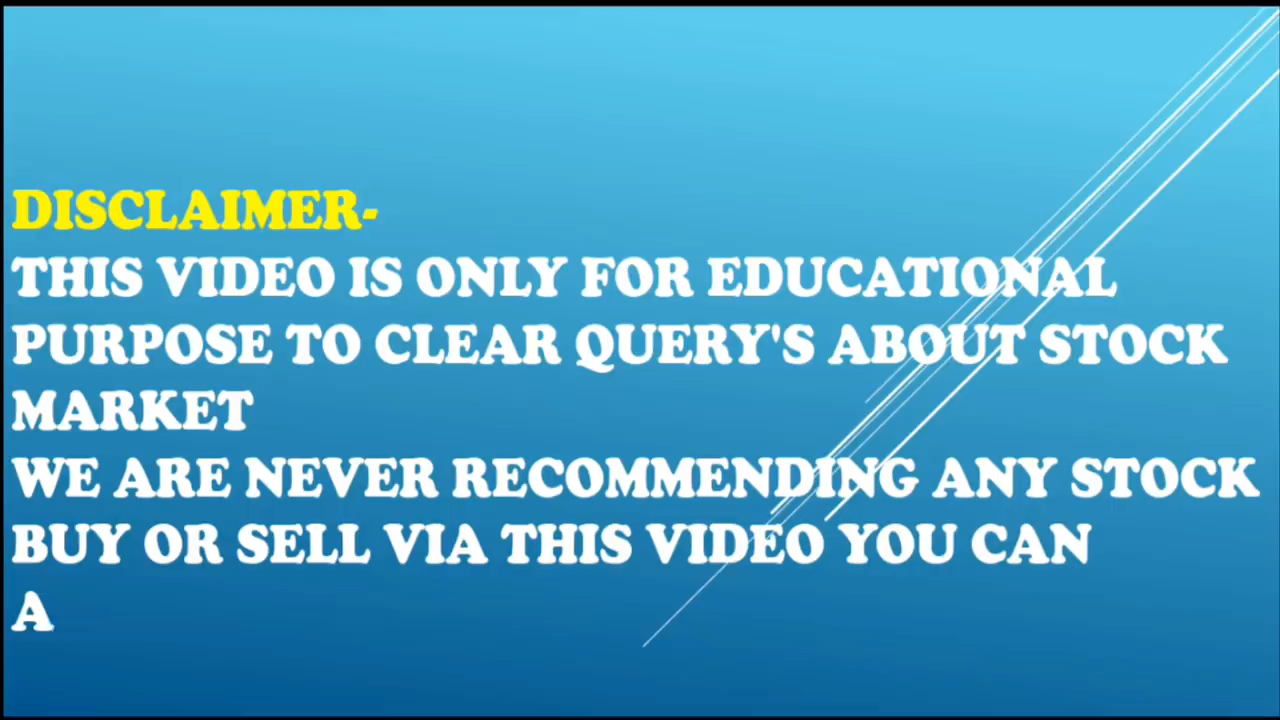 DISCLAIMER-
THIS VIDEO IS ONLY FOR EDUCATIONAL
PURPOSE TO CLEAR QUERY'S ABOUT STOCK
MARKET
WE ARE NEVER RECOMMENDING ANY STOCK
BUY OR SELL VIA THIS VIDEO YOU CAN
A